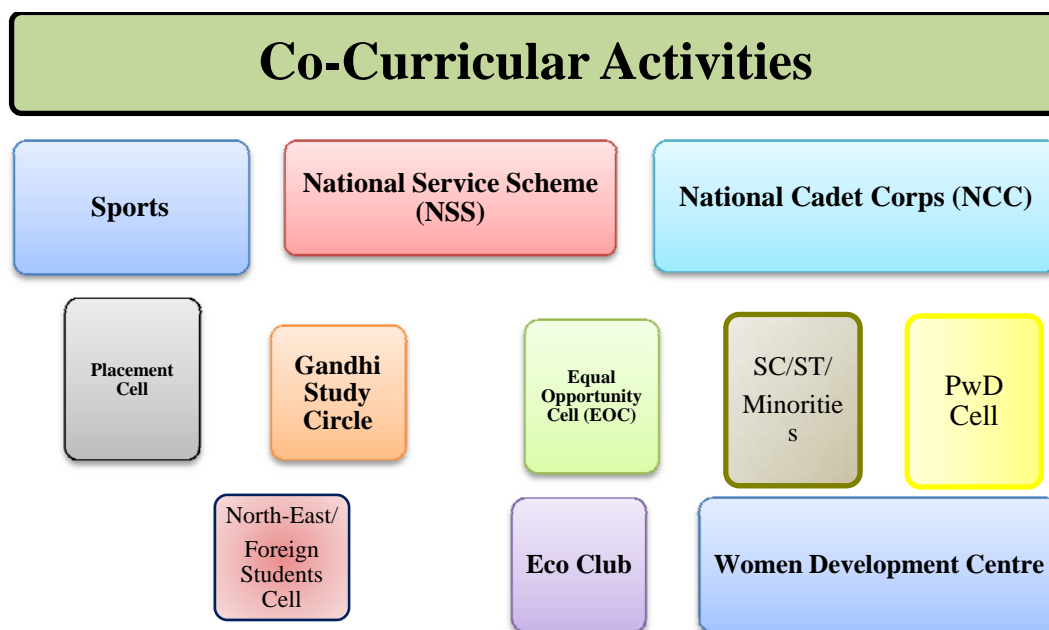 Co-Curricular Activities
Sports
National Service Scheme
(NSS)
National Cadet Corps (NCC)
Placement
Cell
Gandhi
Study
Circle
Equal
Opportunity
Cell (EOC)
SC/ST/
Minoritie
s
PwD
Cell
North-East/
Foreign
Students
Cell
Eco Club
Women Development Centre